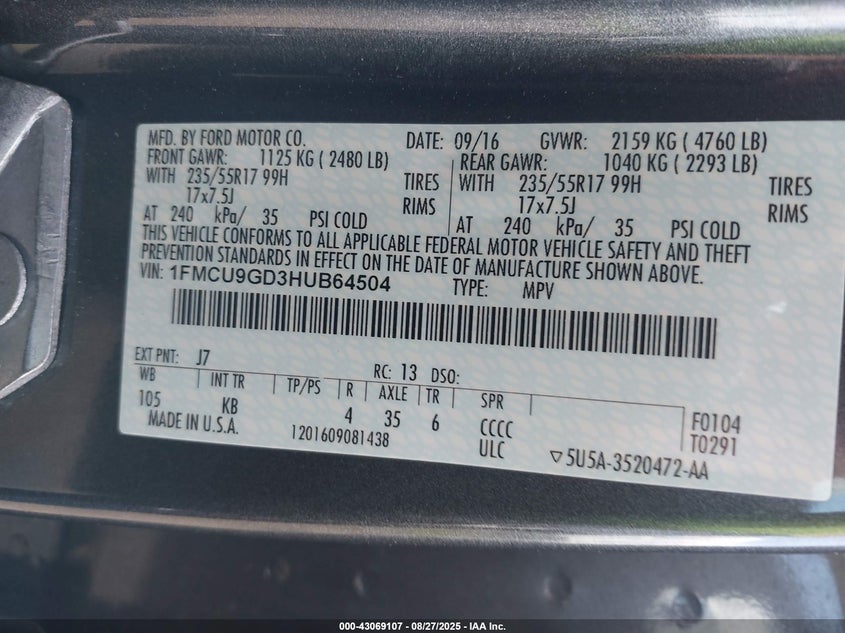 MFD. BY FORD MOTOR CO. DATE: 09/16 GVWR: 2159 KG ( 4760 LB)
FRONT GAWR: 1125 KG ( 2480 LB) REAR GAWR: 1040 KG ( 2293 LB)
WITH 235/55R17 99H TIRES WITH 235/55R17 99H TIRES
17x7.5J RIMS 17x7.5J RIMS
AT 240 kPa/ 35 PSI COLD AT 240 kPa/ 35 PSI COLD
THIS VEHICLE CONFORMS TO ALL APPLICABLE FEDERAL MOTOR VEHICLE SAFETY AND THEFT
PREVENTION STANDARDS IN EFFECT ON THE DATE OF MANUFACTURE SHOWN ABOVE.
VIN: 1FMCU9GD3HUB64504 TYPE: MPV
EXT PNT: J7 RC: 13 DSO:
WB INT TR TP/PS R AXLE TR SPR
105 KB 4 35 6 CCCC F0104
MADE IN U.S.A. 1201609081438 ULC T0291
▽5U5A-3520472-AA
000-43069107 - 08/27/2025 - IAA Inc.